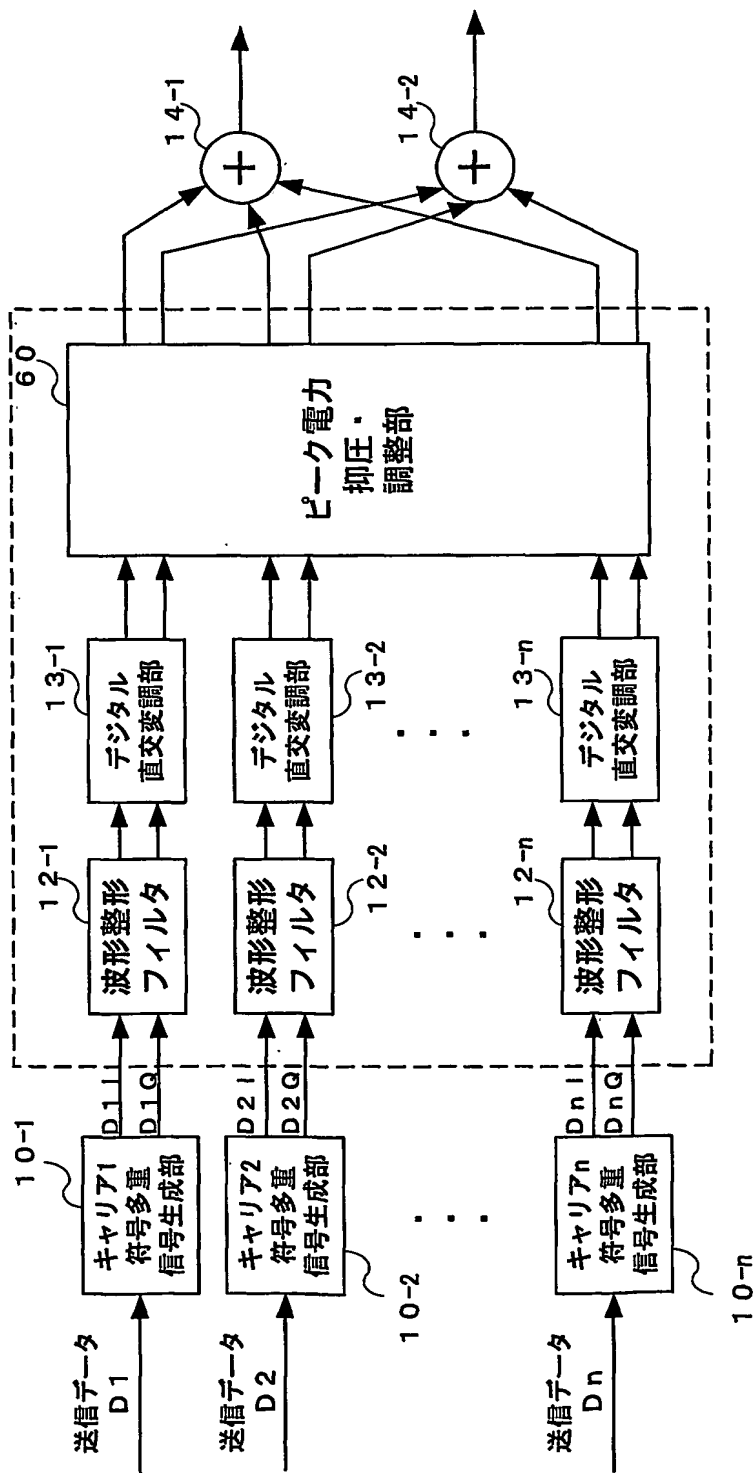 送信データ
D1
キャリア1
符号多重
信号生成部
10-1
D1I
D1Q
波形整形
フィルタ
12-1
デジタル
直交変調部
13-1
送信データ
D2
キャリア2
符号多重
信号生成部
10-2
D2I
D2Q
波形整形
フィルタ
12-2
デジタル
直交変調部
13-2
・・・
・・・
・・・
送信データ
Dn
キャリアn
符号多重
信号生成部
10-n
DnI
DnQ
波形整形
フィルタ
12-n
デジタル
直交変調部
13-n
ピーク電力
抑圧・
調整部
60
+
14-1
+
14-2